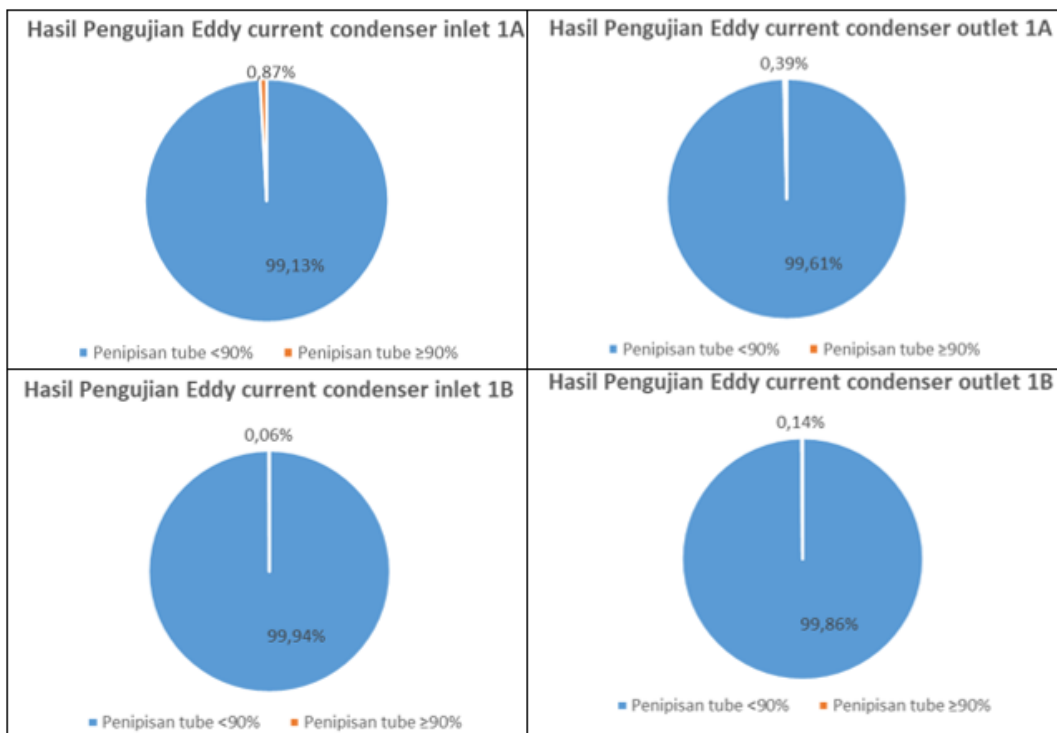 Hasil Pengujian Eddy current condenser inlet 1A
0,87%
99,13%
Penipisan tube <90% Penipisan tube ≥90%
Hasil Pengujian Eddy current condenser outlet 1A
0,39%
99,61%
Penipisan tube <90% Penipisan tube ≥90%
Hasil Pengujian Eddy current condenser inlet 1B
0,06%
99,94%
Penipisan tube <90% Penipisan tube ≥90%
Hasil Pengujian Eddy current condenser outlet 1B
0,14%
99,86%
Penipisan tube <90% Penipisan tube ≥90%